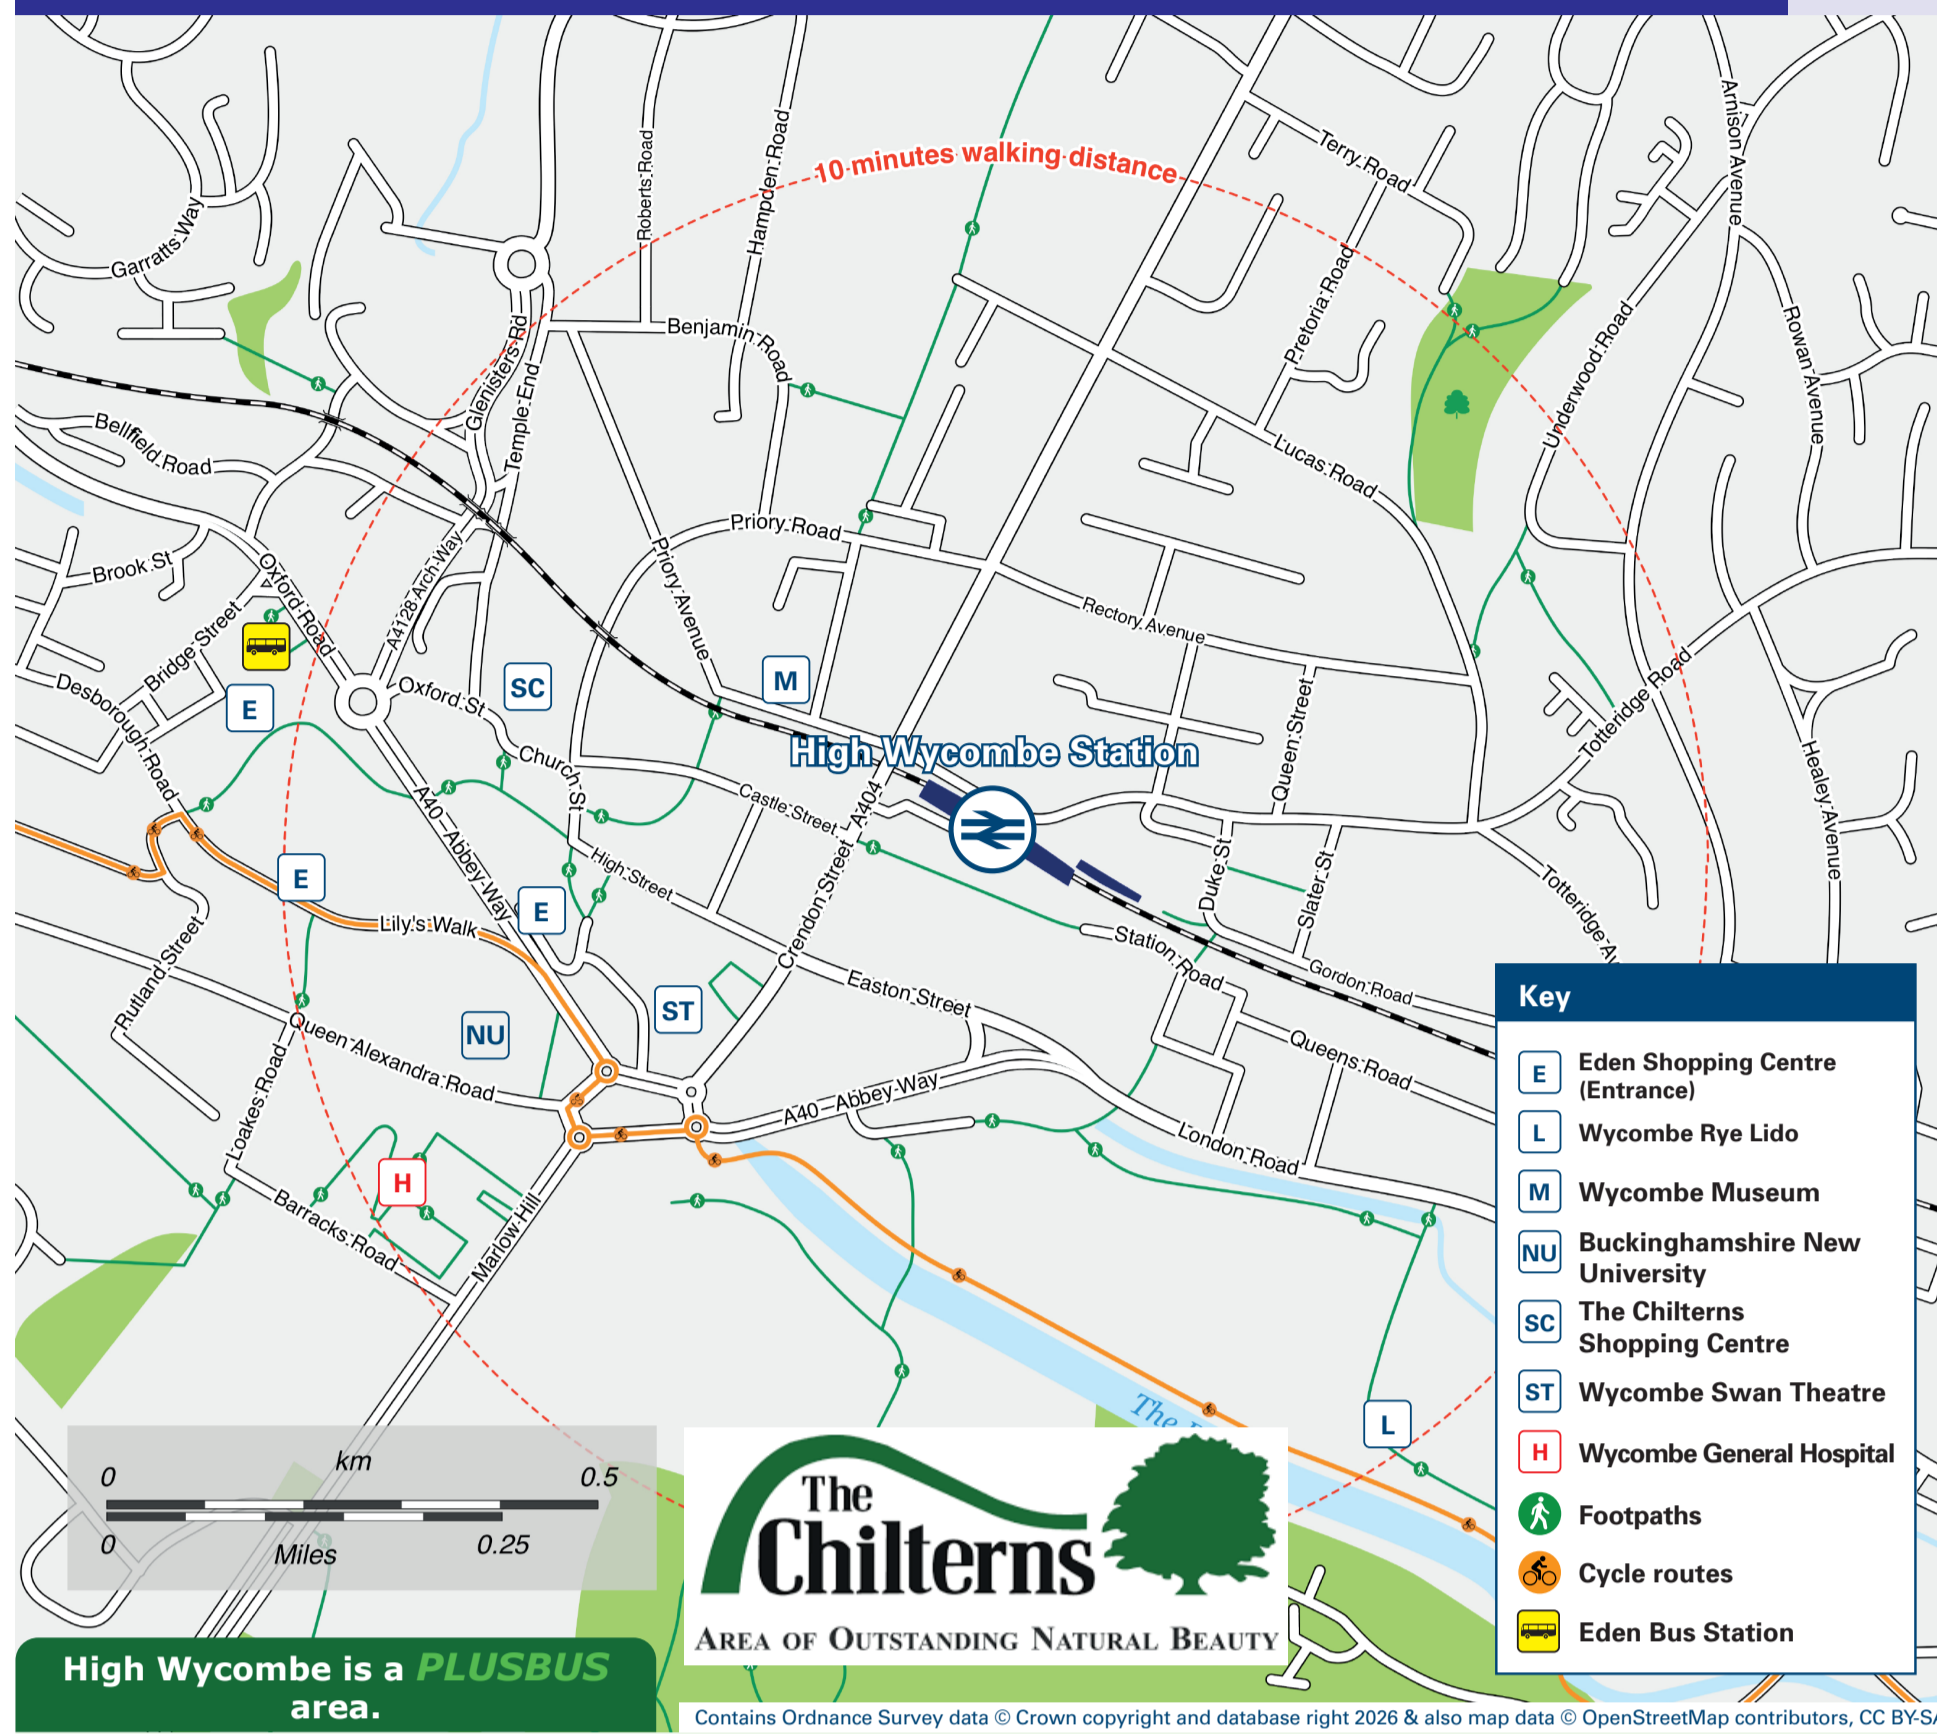 10 minutes walking distance
Arnison Avenue
Terry Road
Roberts Road
Hampden Road
Garratts Way
Pretoria Road
Underwood Road
Rowan Avenue
Glenisters Rd
Temple End
Benjamin Road
Bellfield Road
Lucas Road
Priory Road
Priory Avenue
Brook St
Oxford Road
A4128 Arch Way
Rectory Avenue
Bridge Street
Desborough Road
E
Oxford St
SC
M
Totteridge Road
Queen Street
High Wycombe Station
Healey Avenue
Church St
Castle Street
A404
A40 - Abbey Way
High Street
Crendon Street
Duke St
Slater St
Totteridge Av
E
E
Lily's Walk
Station Road
Gordon Road
Rutland Street
Easton Street
ST
NU
Queen Alexandra Road
Queens Road
Loakes Road
A40 - Abbey Way
London Road
H
Barracks Road
Marlow Hill
L
The
Key
E Eden Shopping Centre
(Entrance)
L Wycombe Rye Lido
M Wycombe Museum
NU Buckinghamshire New
University
SC The Chilterns
Shopping Centre
ST Wycombe Swan Theatre
H Wycombe General Hospital
Footpaths
Cycle routes
Eden Bus Station
km
0 0.5
0 0.25
Miles
The
Chilterns
AREA OF OUTSTANDING NATURAL BEAUTY
High Wycombe is a PLUSBUS
area.
Contains Ordnance Survey data © Crown copyright and database right 2026 & also map data © OpenStreetMap contributors, CC BY-SA